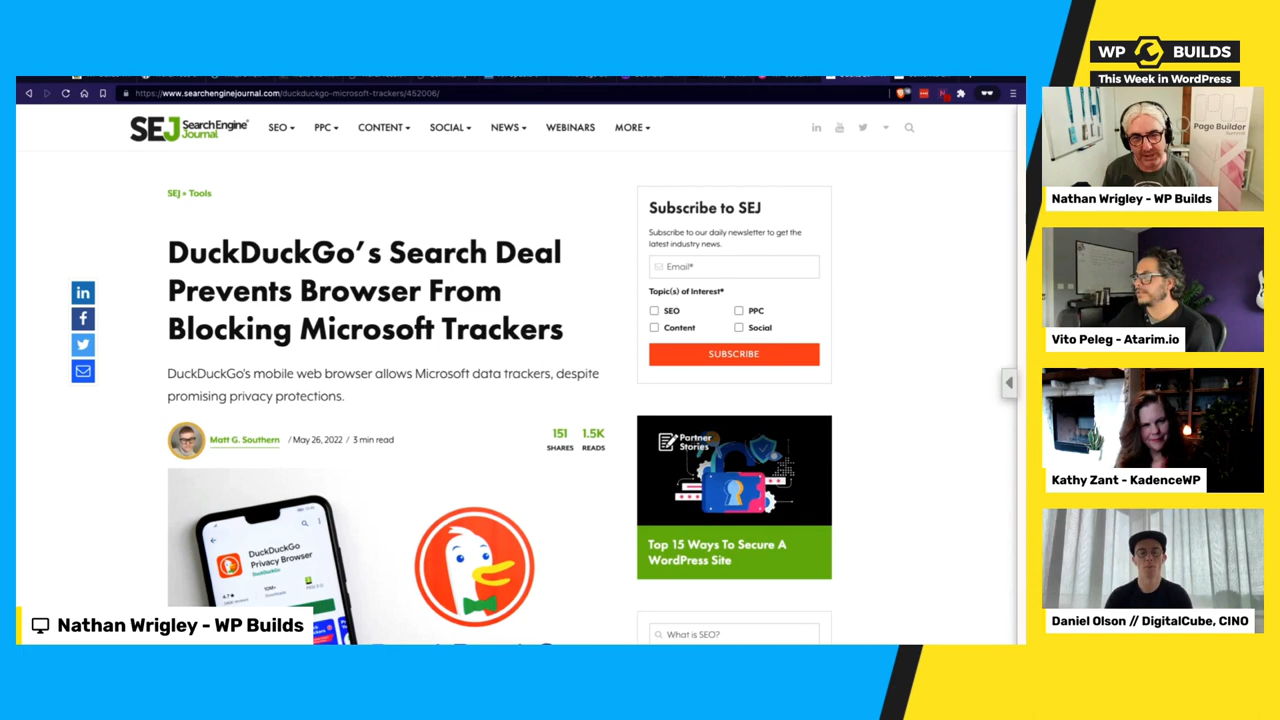 https://www.searchenginejournal.com/duckduckgo-microsoft-trackers/452006/
SEJ Search Engine Journal
SEO
PPC
CONTENT
SOCIAL
NEWS
WEBINARS
MORE
SEJ » Tools
DuckDuckGo's Search Deal
Prevents Browser From
Blocking Microsoft Trackers
DuckDuckGo's mobile web browser allows Microsoft data trackers, despite
promising privacy protections.
Matt G. Southern / May 26, 2022 / 3 min read
151
SHARES
1.5K
READS
DuckDuckGo
Privacy Browser
DuckDuckGo
4.7★
10M+
Nathan Wrigley - WP Builds
Subscribe to SEJ
Subscribe to our daily newsletter to get the
latest industry news.
Email*
Topic(s) of Interest*
SEO
PPC
Content
Social
SUBSCRIBE
Partner
Stories
Top 15 Ways To Secure A
WordPress Site
What is SEO?
WP BUILDS
This Week in WordPress
Page Builder
Summit
Nathan Wrigley - WP Builds
Vito Peleg - Atarim.io
Kathy Zant - KadenceWP
Daniel Olson // DigitalCube, CINO